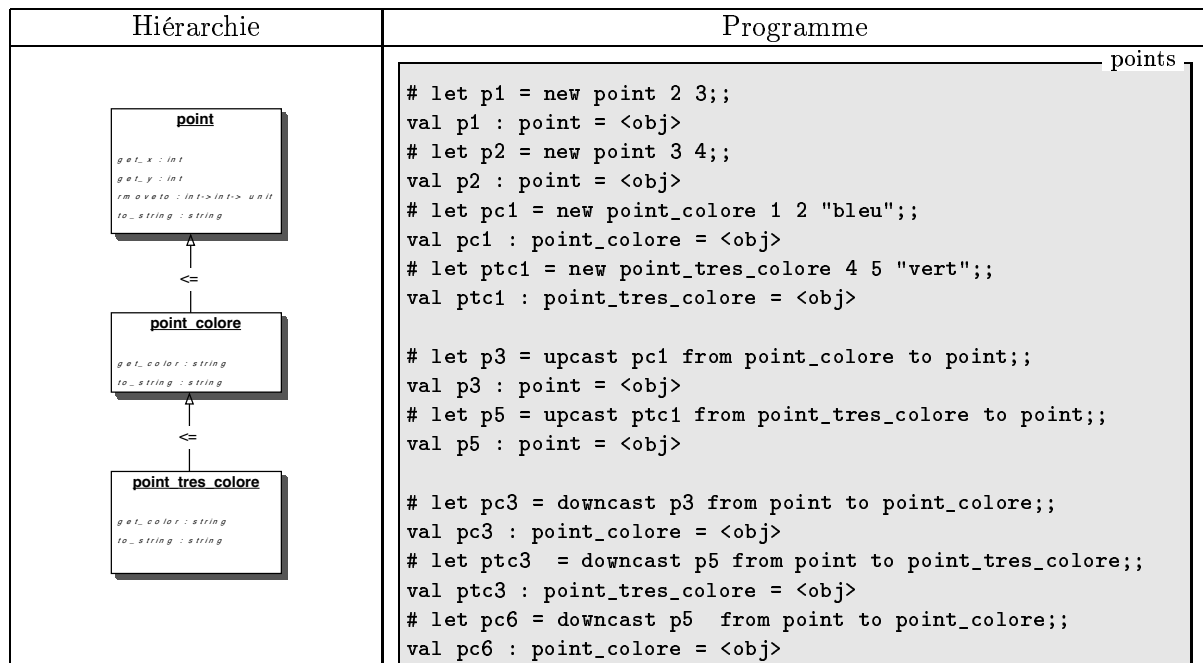 Hiérarchie
Programme
point
get_x : int
get_y : int
rmoveto : int->int-> unit
to_string : string
<=
point_colore
get_color : string
to_string : string
<=
point_tres_colore
get_color : string
to_string : string
points
# let p1 = new point 2 3;;
val p1 : point = <obj>
# let p2 = new point 3 4;;
val p2 : point = <obj>
# let pc1 = new point_colore 1 2 "bleu";;
val pc1 : point_colore = <obj>
# let ptc1 = new point_tres_colore 4 5 "vert";;
val ptc1 : point_tres_colore = <obj>
# let p3 = upcast pc1 from point_colore to point;;
val p3 : point = <obj>
# let p5 = upcast ptc1 from point_tres_colore to point;;
val p5 : point = <obj>
# let pc3 = downcast p3 from point to point_colore;;
val pc3 : point_colore = <obj>
# let ptc3  = downcast p5 from point to point_tres_colore;;
val ptc3 : point_tres_colore = <obj>
# let pc6 = downcast p5  from point to point_colore;;
val pc6 : point_colore = <obj>